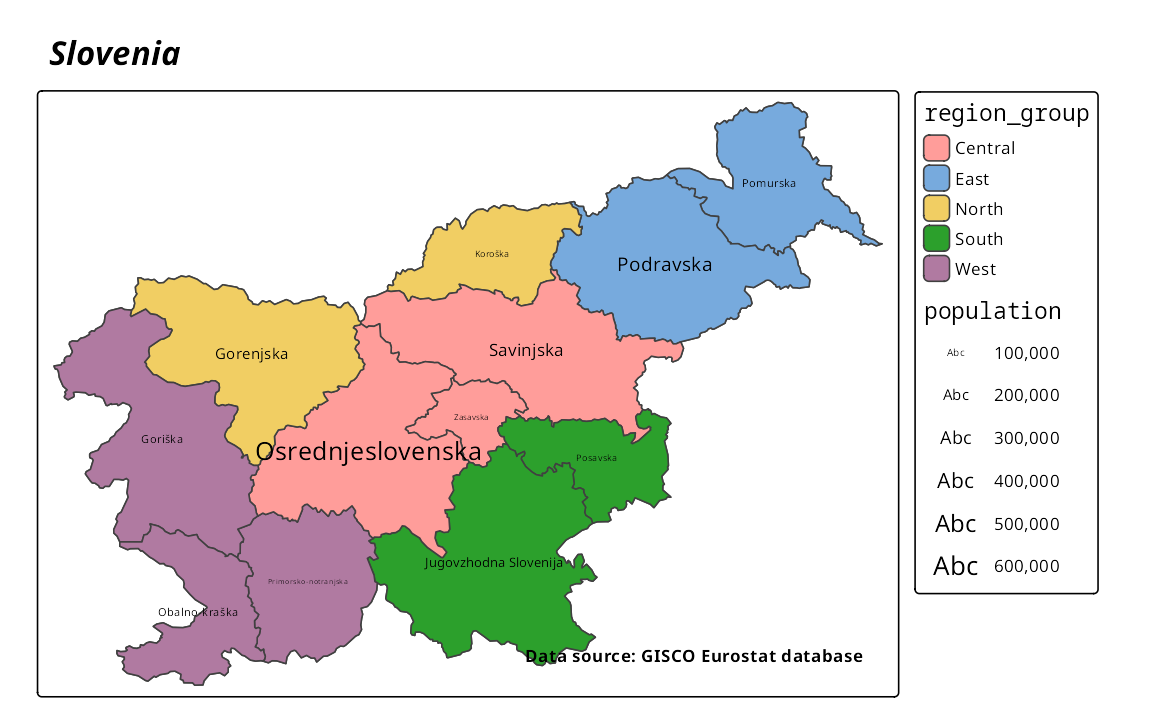 Slovenia
Pomurska
Koroška
Podravska
Savinjska
Gorenjska
Zasavska
Goriška
Osrednjeslovenska
Posavska
Jugovzhodna Slovenija
Primorsko-notranjska
Obalno-kraška
Data source: GISCO Eurostat database
region_group
Central
East
North
South
West
population
Abc 100,000
Abc 200,000
Abc 300,000
Abc 400,000
Abc 500,000
Abc 600,000